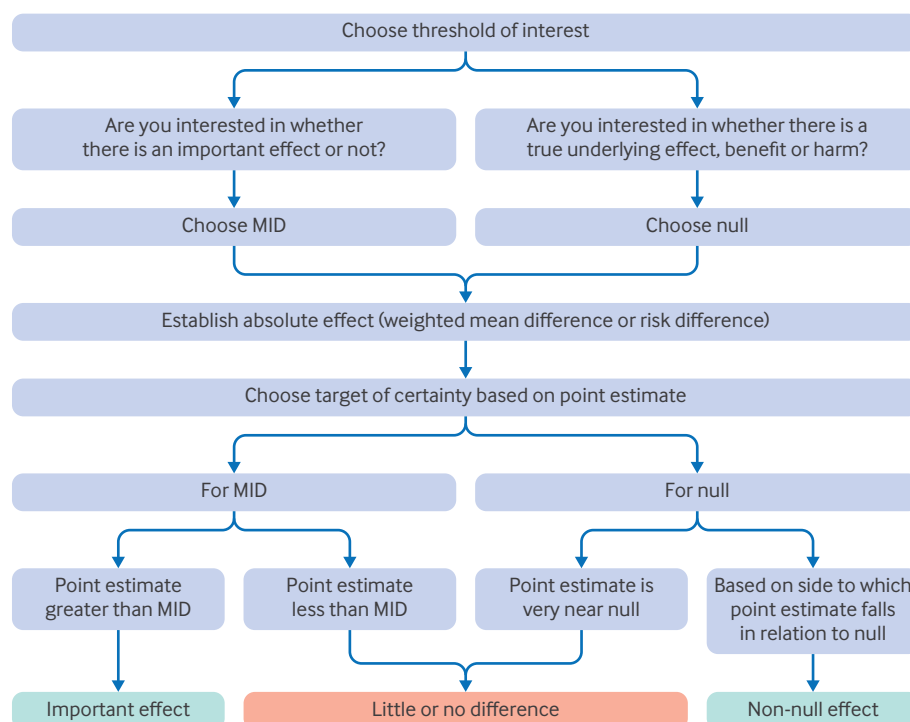 Choose threshold of interest
Are you interested in whether
there is an important effect or not?
Are you interested in whether there is a
true underlying effect, benefit or harm?
Choose MID
Choose null
Establish absolute effect (weighted mean difference or risk difference)
Choose target of certainty based on point estimate
For MID
For null
Point estimate
greater than MID
Point estimate
less than MID
Point estimate is
very near null
Based on side to which
point estimate falls
in relation to null
Important effect
Little or no difference
Non-null effect